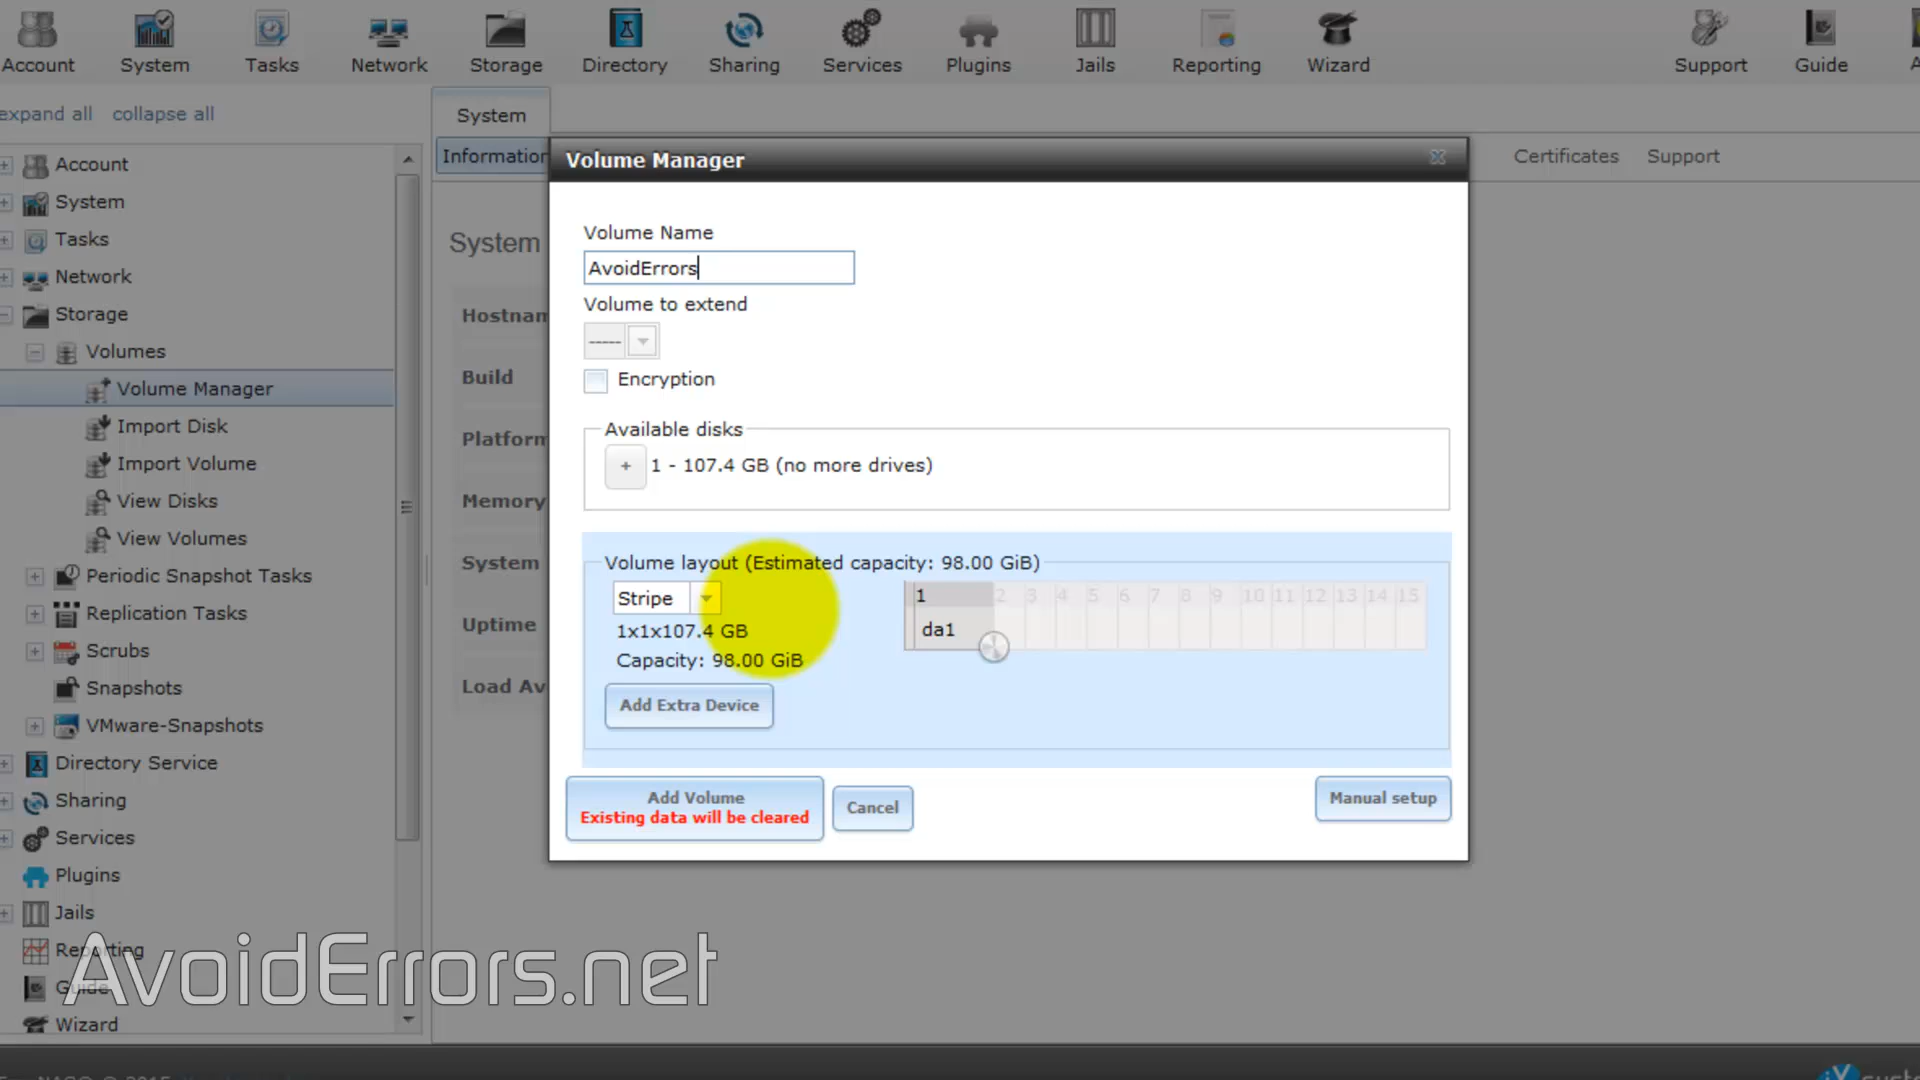 Account System Tasks Network Storage Directory Sharing Services Plugins Jails Reporting Wizard Support Guide
expand all collapse all
System
Information
Certificates Support
Account
System
Tasks
Network
Storage
Volumes
Volume Manager
Import Disk
Import Volume
View Disks
View Volumes
Periodic Snapshot Tasks
Replication Tasks
Scrubs
Snapshots
VMware-Snapshots
Directory Service
Sharing
Services
Plugins
Jails
Reporting
Guide
Wizard
System
Hostnam
Build
Platform
Memory
System
Uptime
Load Av
Volume Manager
Volume Name
AvoidErrors
Volume to extend
-----
Encryption
Available disks
+ 1 - 107.4 GB (no more drives)
Volume layout (Estimated capacity: 98.00 GiB)
Stripe
1x1x107.4 GB
Capacity: 98.00 GiB
1 2 3 4 5 6 7 8 9 10 11 12 13 14 15
da1
Add Extra Device
Add Volume
Existing data will be cleared
Cancel
Manual setup
AvoidErrors.net